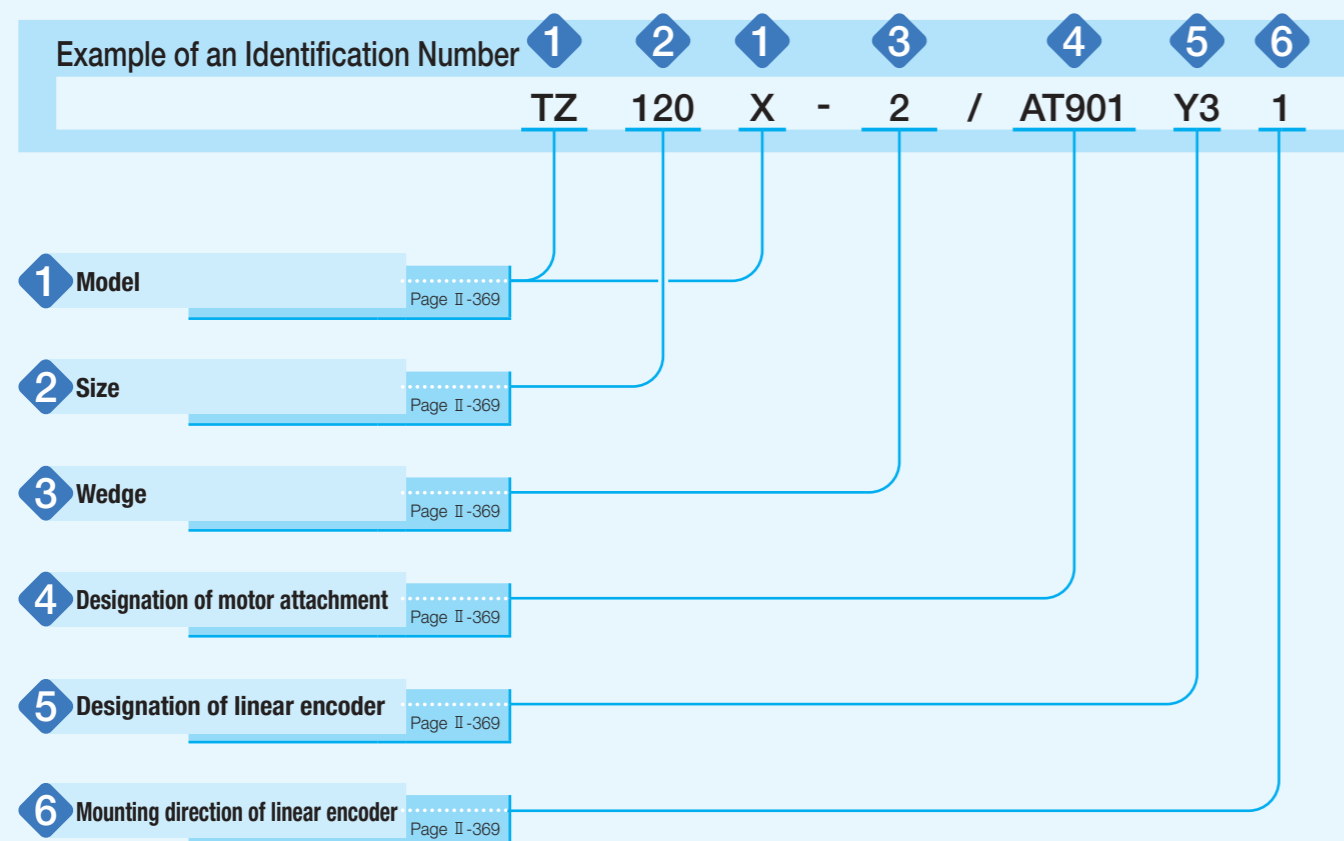 1 2 1 3 4 5 6
Example of an Identification Number
TZ 120 X - 2 / AT901 Y3 1
1 Model
Page Ⅱ-369
2 Size
Page Ⅱ-369
3 Wedge
Page Ⅱ-369
4 Designation of motor attachment
Page Ⅱ-369
5 Designation of linear encoder
Page Ⅱ-369
6 Mounting direction of linear encoder
Page Ⅱ-369